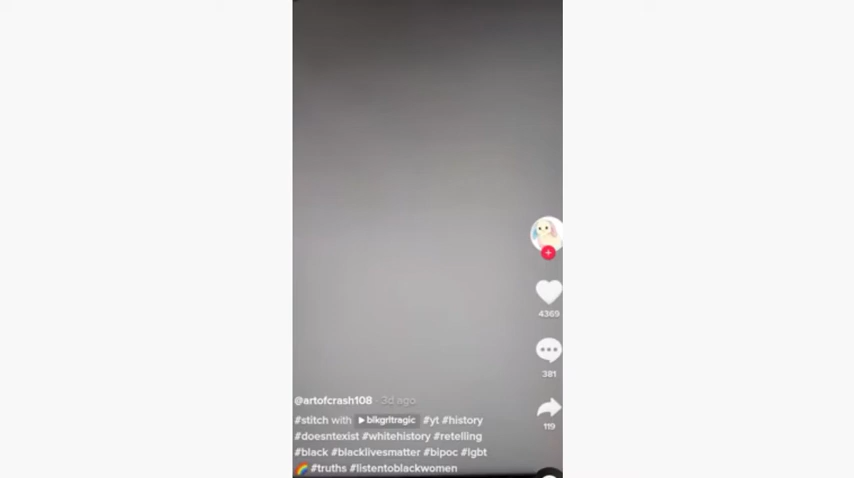 4369
381
119
@artofcrash108 · 3d ago
#stitch with blkgrltragic #yt #history
#doesntexist #whitehistory #retelling
#black #blacklivesmatter #bipoc #lgbt
#truths #listentoblackwomen